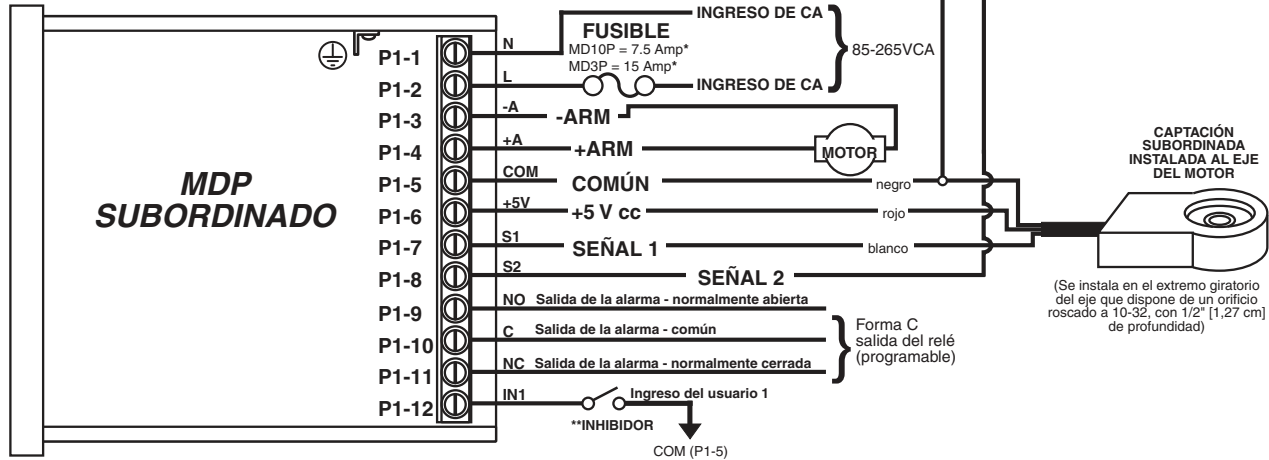 INGRESO DE CA
FUSIBLE
MD10P = 7.5 Amp*
MD3P = 15 Amp*
85-265VCA
INGRESO DE CA
MDP
SUBORDINADO
P1-1 N
P1-2 L
P1-3 -A -ARM
P1-4 +A +ARM MOTOR
P1-5 COM COMÚN negro
P1-6 +5V +5 V cc rojo
P1-7 S1 SEÑAL 1 blanco
P1-8 S2 SEÑAL 2
P1-9 NO Salida de la alarma - normalmente abierta
P1-10 C Salida de la alarma - común
P1-11 NC Salida de la alarma - normalmente cerrada
P1-12 IN1 Ingreso del usuario 1
**INHIBIDOR
COM (P1-5)
Forma C
salida del relé
(programable)
CAPTACIÓN
SUBORDINADA
INSTALADA AL EJE
DEL MOTOR
(Se instala en el extremo giratorio
del eje que dispone de un orificio
roscado a 10-32, con 1/2" [1,27 cm]
de profundidad)